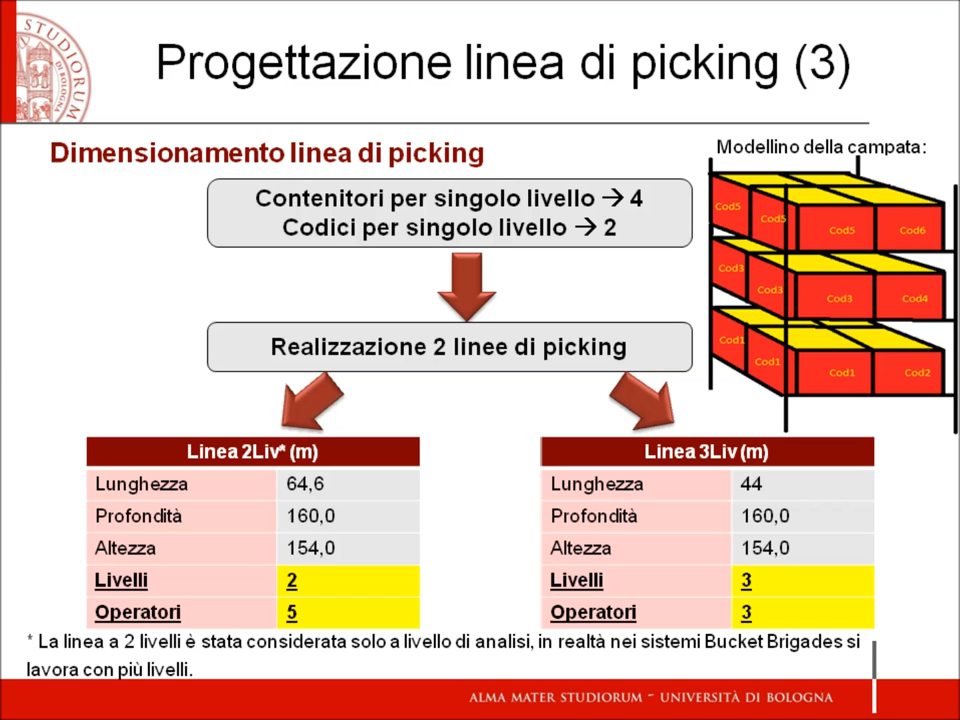 Progettazione linea di picking (3)
Dimensionamento linea di picking
Modellino della campata:
Contenitori per singolo livello → 4
Codici per singolo livello → 2
Cod5 Cod5 Cod5 Cod6
Cod3 Cod3 Cod3 Cod4
Cod1 Cod1 Cod1 Cod2
Realizzazione 2 linee di picking
Linea 2Liv* (m)
Lunghezza 64,6
Profondità 160,0
Altezza 154,0
Livelli 2
Operatori 5
Linea 3Liv (m)
Lunghezza 44
Profondità 160,0
Altezza 154,0
Livelli 3
Operatori 3
* La linea a 2 livelli è stata considerata solo a livello di analisi, in realtà nei sistemi Bucket Brigades si
lavora con più livelli.
ALMA MATER STUDIORUM ~ UNIVERSITÀ DI BOLOGNA